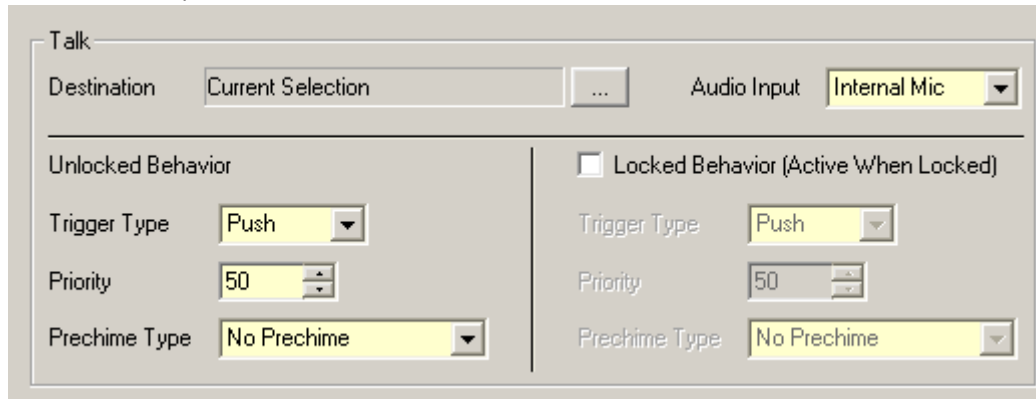 Talk
Destination Current Selection ... Audio Input Internal Mic
Unlocked Behavior
Locked Behavior (Active When Locked)
Trigger Type Push
Trigger Type Push
Priority 50
Priority 50
Prechime Type No Prechime
Prechime Type No Prechime